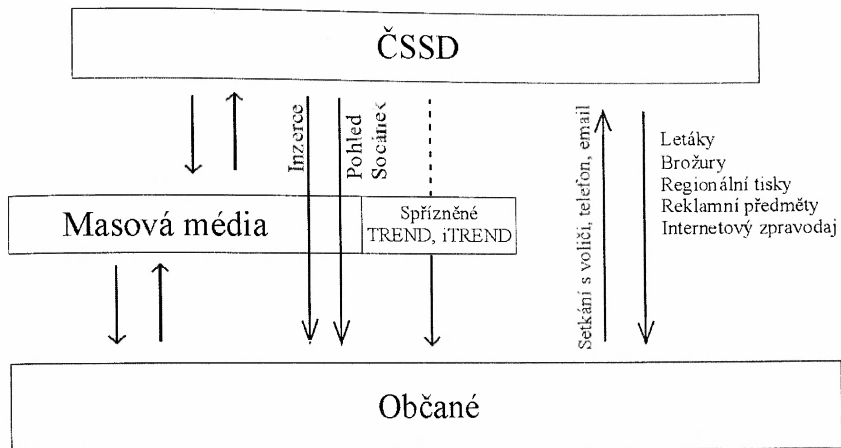 ČSSD
Inzerce
Pohled
Socánek
Setkání s voliči, telefon, email
Letáky
Brožury
Regionální tisky
Reklamní předměty
Internetový zpravodaj
Masová média
Spřízněné
TREND, iTREND
Občané